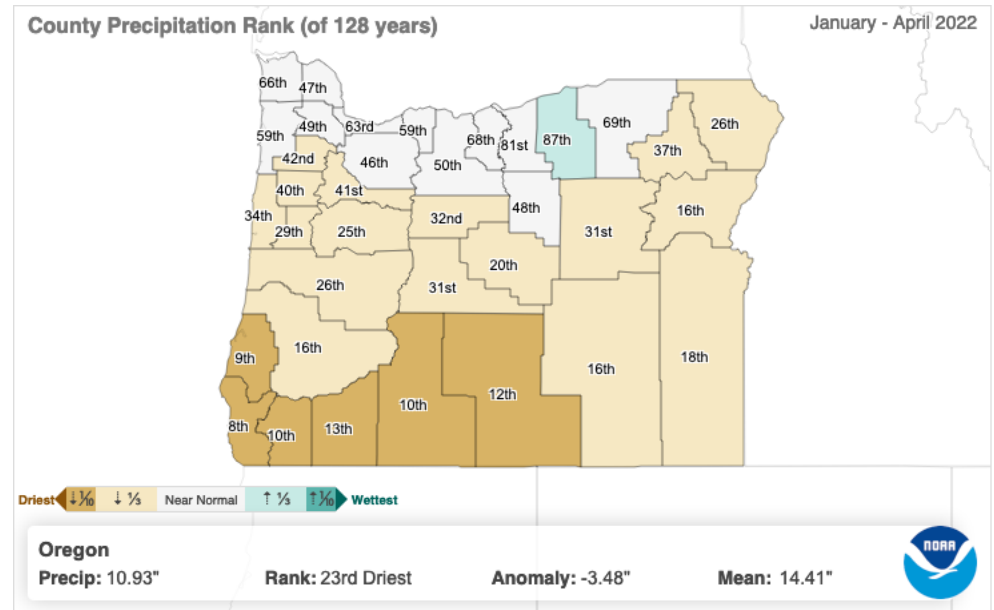 County Precipitation Rank (of 128 years)
January - April 2022
66th 47th
59th 49th 63rd 59th 68th 81st 87th 69th 26th
42nd 46th 50th 37th
40th 41st 48th 16th
34th 29th 25th 32nd 31st
20th
26th 31st
9th 16th 16th 18th
8th 10th 13th 10th 12th
Driest ↓⅒ ↓ ⅓ Near Normal ↑ ⅓ ↑⅒ Wettest
Oregon
Precip: 10.93" Rank: 23rd Driest Anomaly: -3.48" Mean: 14.41"
NOAA